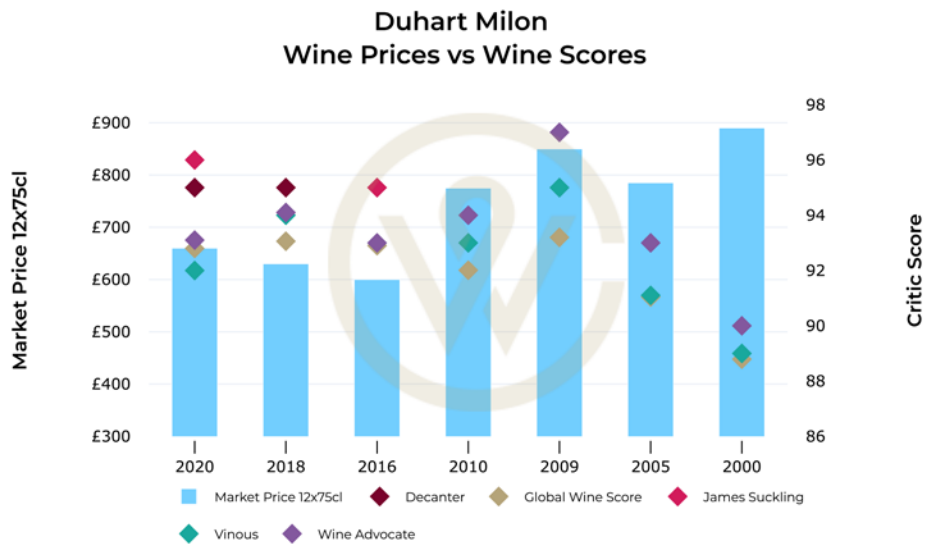 Duhart Milon
Wine Prices vs Wine Scores
Market Price 12x75cl
£900
£800
£700
£600
£500
£400
£300
98
96
94
92
90
88
86
Critic Score
2020 2018 2016 2010 2009 2005 2000
Market Price 12x75cl Decanter Global Wine Score James Suckling
Vinous Wine Advocate